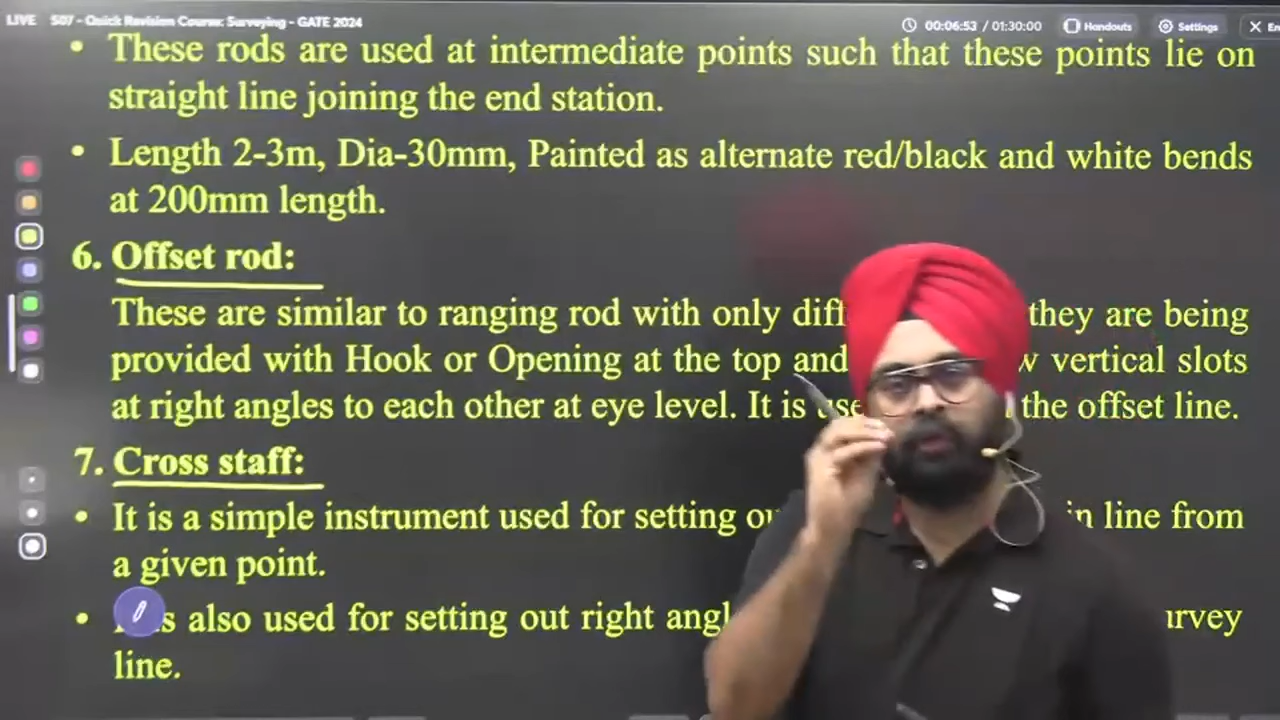 LIVE S07 - Quick Revision Course: Surveying - GATE 2024
00:06:53 / 01:30:00 Handouts Settings
These rods are used at intermediate points such that these points lie on
straight line joining the end station.
Length 2-3m, Dia-30mm, Painted as alternate red/black and white bends
at 200mm length.
6. Offset rod:
These are similar to ranging rod with only they are being
provided with Hook or Opening at the top and vertical slots
at right angles to each other at eye level. It is the offset line.
7. Cross staff:
It is a simple instrument used for setting in line from
a given point.
also used for setting out right
line.